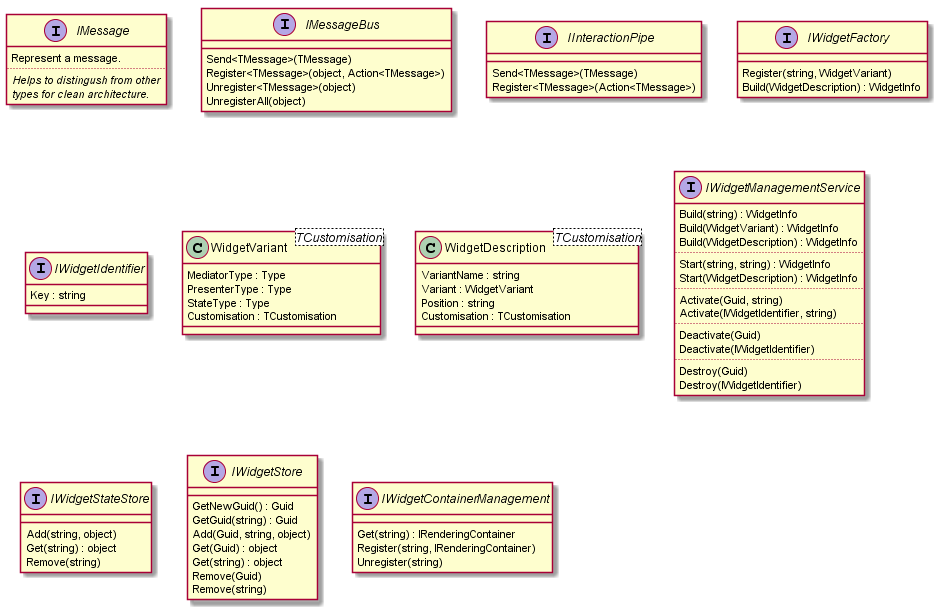 I IMessage
Represent a message.
Helps to distingush from other
types for clean architecture.
I IMessageBus
Send<TMessage>(TMessage)
Register<TMessage>(object, Action<TMessage>)
Unregister<TMessage>(object)
UnregisterAll(object)
I IInteractionPipe
Send<TMessage>(TMessage)
Register<TMessage>(Action<TMessage>)
I IWidgetFactory
Register(string, WidgetVariant)
Build(WidgetDescription) : WidgetInfo
I IWidgetIdentifier
Key : string
C WidgetVariant
TCustomisation
MediatorType : Type
PresenterType : Type
StateType : Type
Customisation : TCustomisation
C WidgetDescription
TCustomisation
VariantName : string
Variant : WidgetVariant
Position : string
Customisation : TCustomisation
I IWidgetManagementService
Build(string) : WidgetInfo
Build(WidgetVariant) : WidgetInfo
Build(WidgetDescription) : WidgetInfo
Start(string, string) : WidgetInfo
Start(WidgetDescription) : WidgetInfo
Activate(Guid, string)
Activate(IWidgetIdentifier, string)
Deactivate(Guid)
Deactivate(IWidgetIdentifier)
Destroy(Guid)
Destroy(IWidgetIdentifier)
I IWidgetStateStore
Add(string, object)
Get(string) : object
Remove(string)
I IWidgetStore
GetNewGuid() : Guid
GetGuid(string) : Guid
Add(Guid, string, object)
Get(Guid) : object
Get(string) : object
Remove(Guid)
Remove(string)
I IWidgetContainerManagement
Get(string) : IRenderingContainer
Register(string, IRenderingContainer)
Unregister(string)